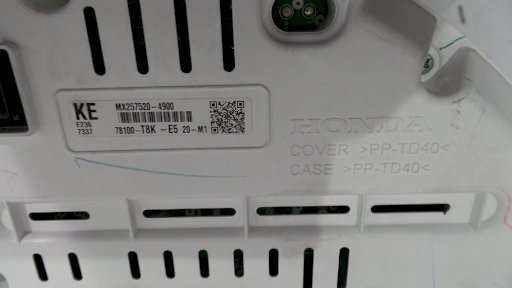 KE
F236
7337
MX257520-4900
78100-T8K -E5 20-M1
HONDA
COVER >PP-TD40<
CASE >PP-TD40<